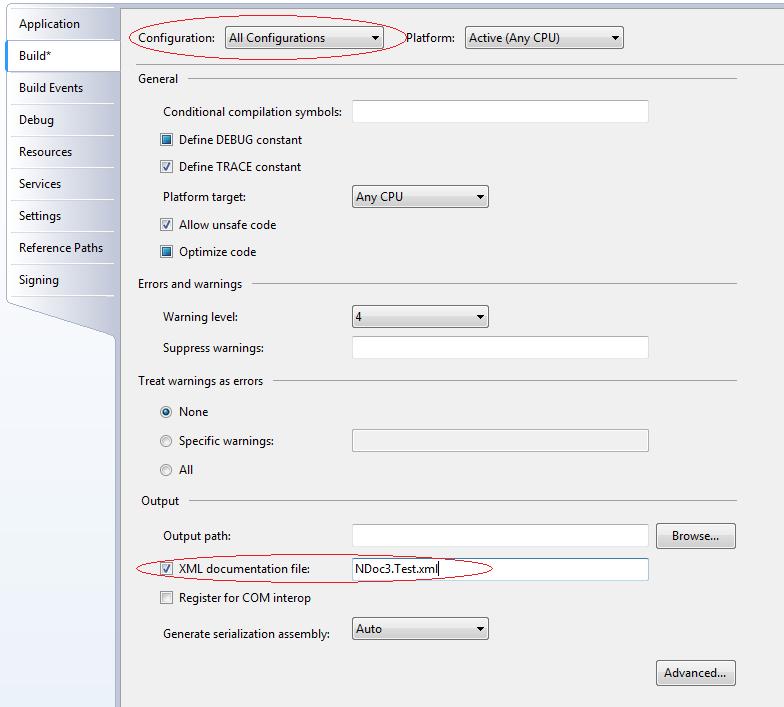 Application
Build*
Build Events
Debug
Resources
Services
Settings
Reference Paths
Signing
Configuration: All Configurations Platform: Active (Any CPU)
General
Conditional compilation symbols:
Define DEBUG constant
Define TRACE constant
Platform target: Any CPU
Allow unsafe code
Optimize code
Errors and warnings
Warning level: 4
Suppress warnings:
Treat warnings as errors
None
Specific warnings:
All
Output
Output path: Browse...
XML documentation file: NDoc3.Test.xml
Register for COM interop
Generate serialization assembly: Auto
Advanced...